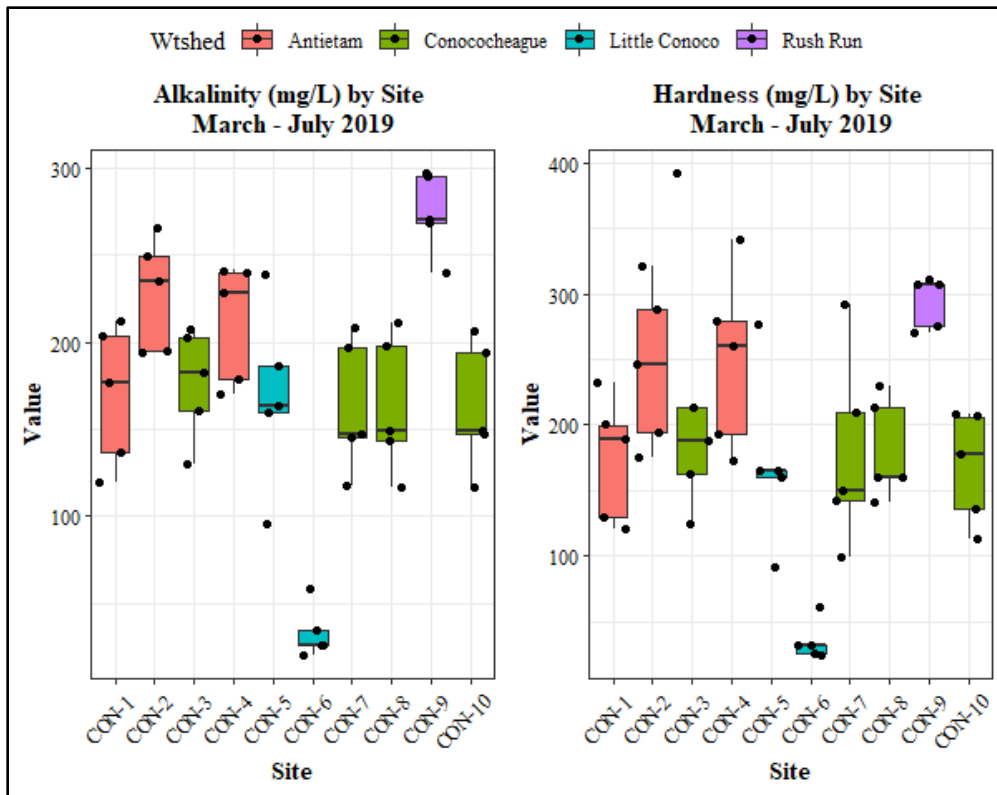 Wtshed Antietam Conococheague Little Conoco Rush Run
Alkalinity (mg/L) by Site
March - July 2019
300
200
100
Value
CON-1 CON-2 CON-3 CON-4 CON-5 CON-6 CON-7 CON-8 CON-9 CON-10
Site
Hardness (mg/L) by Site
March - July 2019
400
300
200
100
Value
CON-1 CON-2 CON-3 CON-4 CON-5 CON-6 CON-7 CON-8 CON-9 CON-10
Site